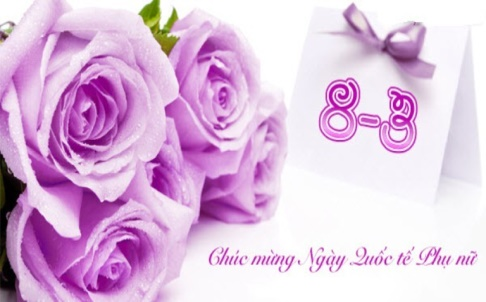 8-3
Chúc mừng Ngày Quốc tế Phụ nữ